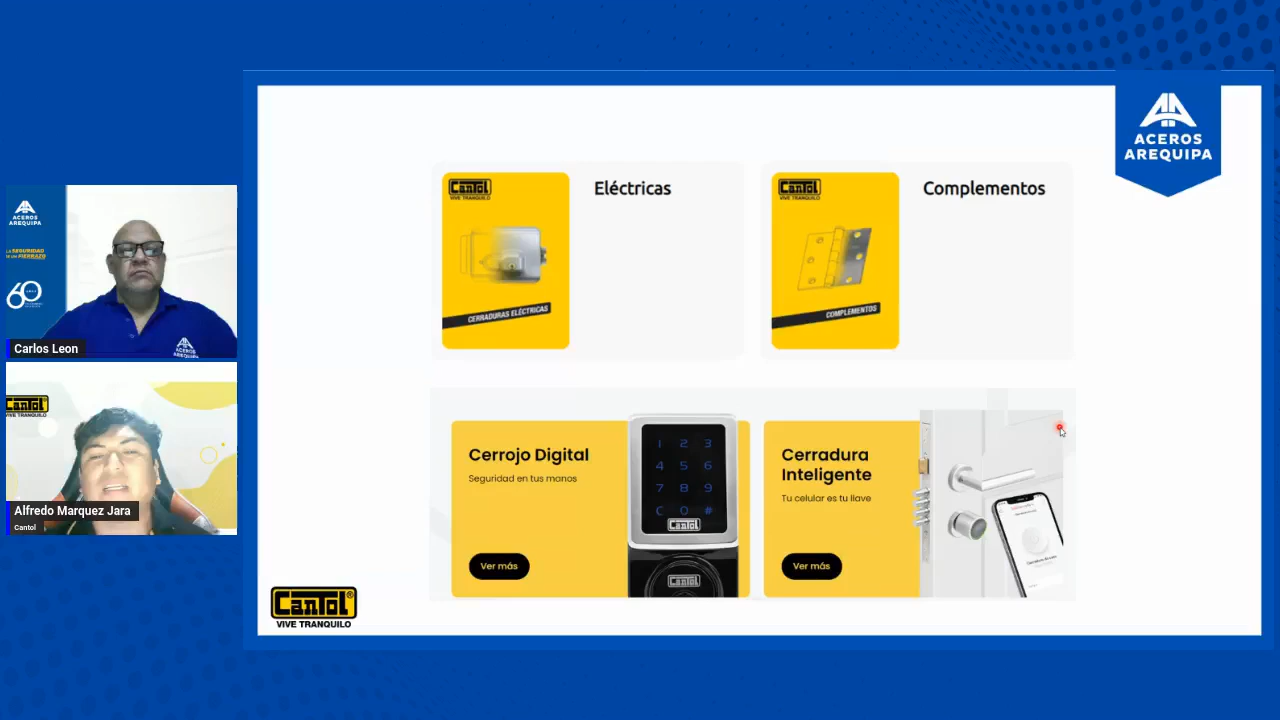 ACEROS
AREQUIPA
60
Carlos Leon
ACEROS
AREQUIPA
CanTol
VIVE TRANQUILO
Alfredo Marquez Jara
Cantol
ACEROS
AREQUIPA
CanTol
VIVE TRANQUILO
Eléctricas
CERRADURAS ELÉCTRICAS
CanTol
VIVE TRANQUILO
Complementos
COMPLEMENTOS
Cerrojo Digital
Seguridad en tus manos
Ver más
1 2 3
4 5 6
7 8 9
C 0 #
CanTol
CanTol
Cerradura
Inteligente
Tu celular es tu llave
Ver más
CanTol®
VIVE TRANQUILO